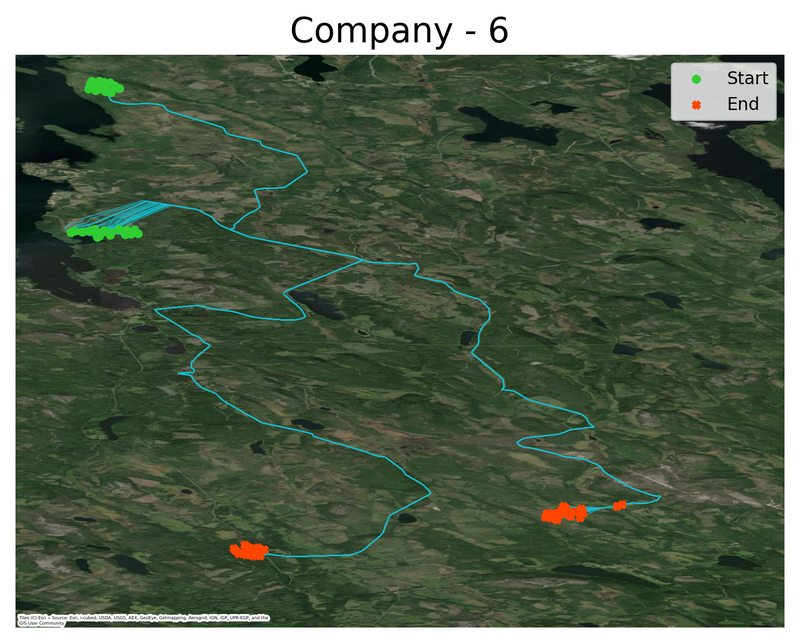 Company - 6
Start
End
Tiles (C) Esri -- Source: Esri, i-cubed, USDA, USGS, AEX, GeoEye, Getmapping, Aerogrid, IGN, IGP, UPR-EGP, and the
GIS User Community